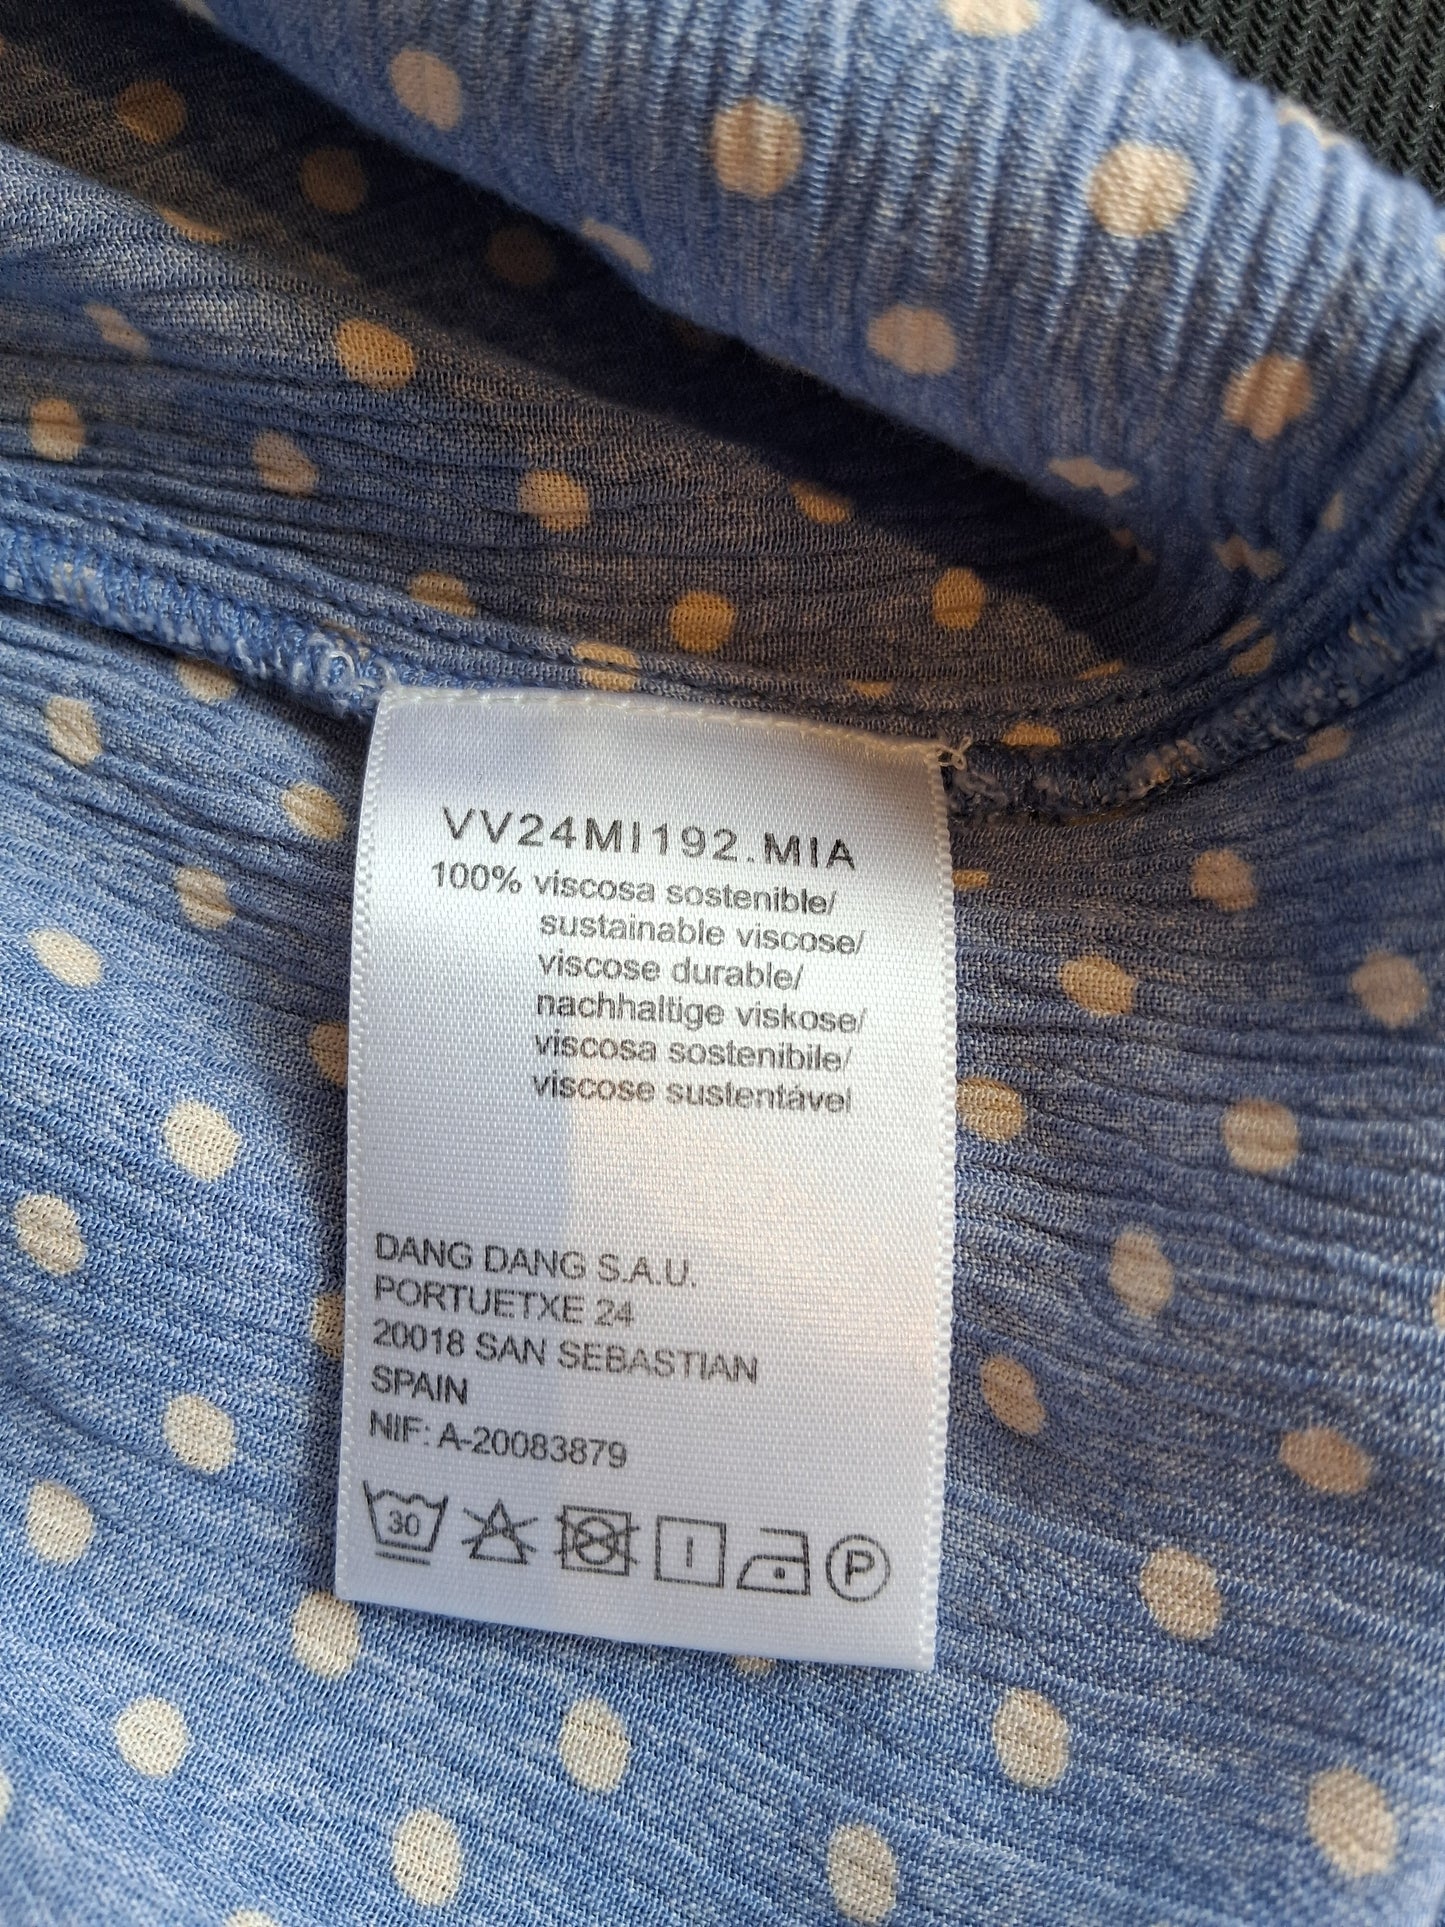 VV24MI192.MIA
100% viscosa sostenible/
sustainable viscose/
viscose durable/
nachhaltige viskose/
viscosa sostenibile/
viscose sustentável
DANG DANG S.A.U.
PORTUETXE 24
20018 SAN SEBASTIAN
SPAIN
NIF: A-20083879
30 P